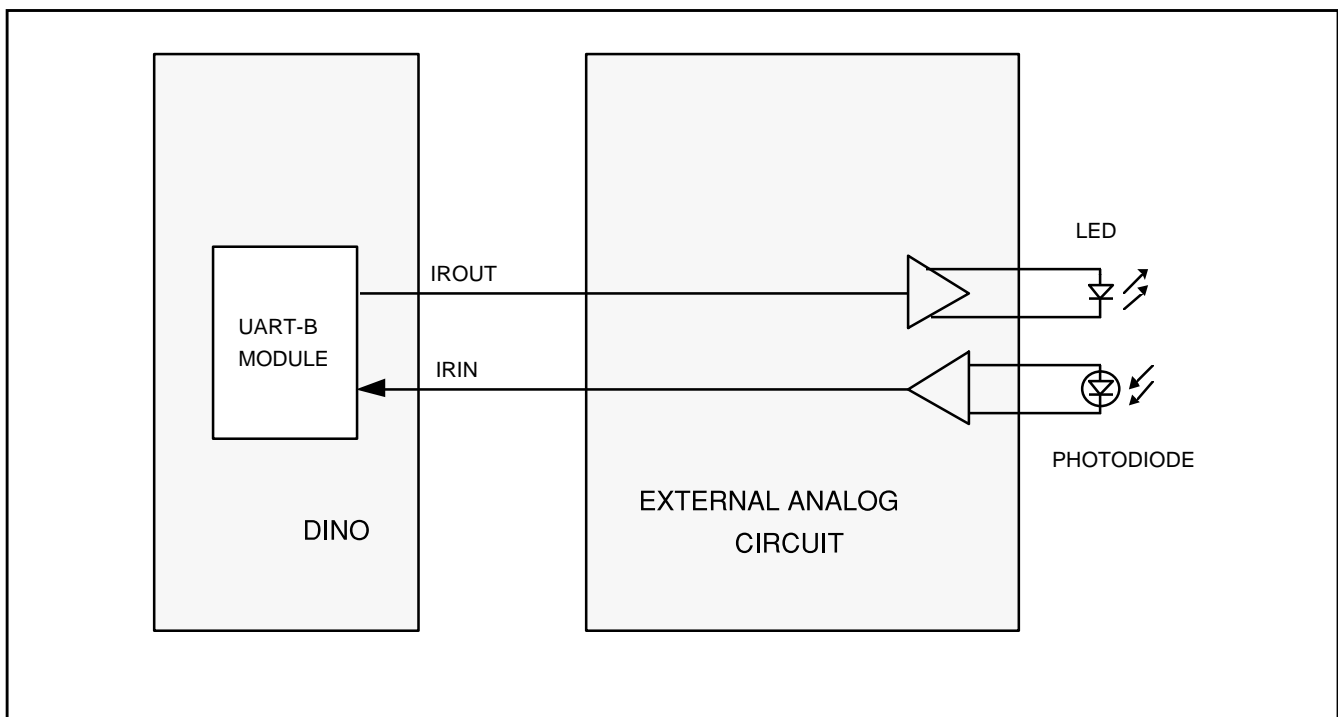 LED
IROUT
UART-B
MODULE
IRIN
PHOTODIODE
EXTERNAL ANALOG
CIRCUIT
DINO